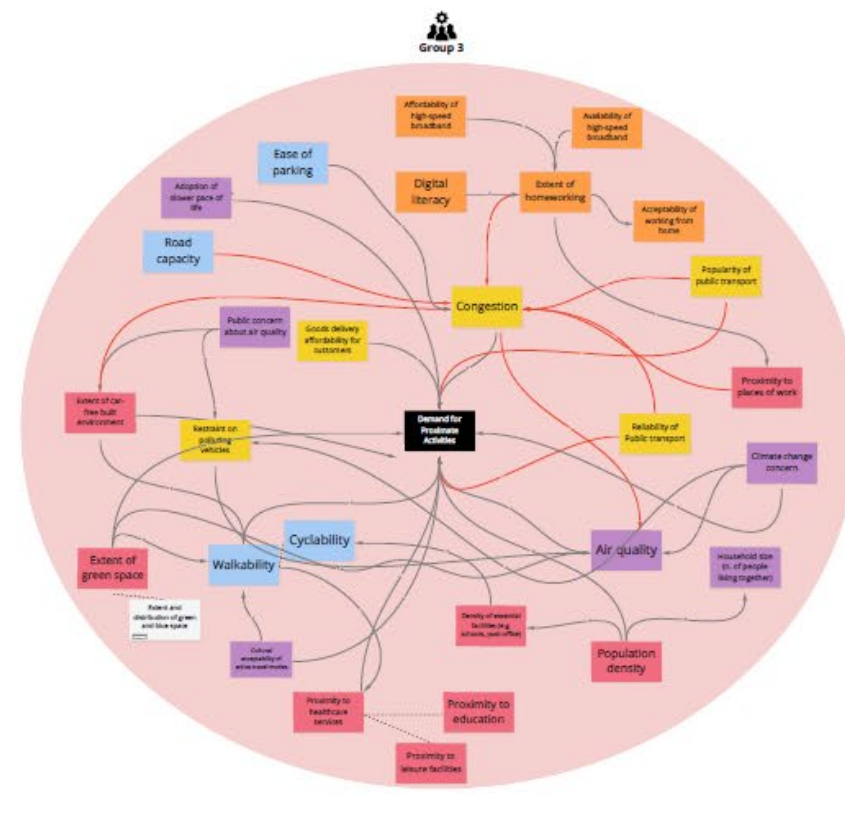 Group 3
Affordability of
high-speed
broadband
Availability of
high-speed
broadband
Ease of
parking
Adoption of
slower pace of
life
Digital
literacy
Extent of
homeworking
Acceptability of
working from
home
Road
capacity
Popularity of
public transport
Congestion
Public concern
about air quality
Goods delivery
affordability for
customers
Proximity to
places of work
Extent of car-
free built
environment
Restraint on
polluting
vehicles
Demand for
Proximate
Activities
Reliability of
Public transport
Climate change
concern
Cyclability
Air quality
Extent of
green space
Walkability
Household size
(n. of people
living together)
Extent and
distribution of green
and blue space
Density of essential
facilities (e.g.
schools, post office)
Cultural
acceptability of
active travel modes
Population
density
Proximity to
healthcare
services
Proximity to
education
Proximity to
leisure facilities